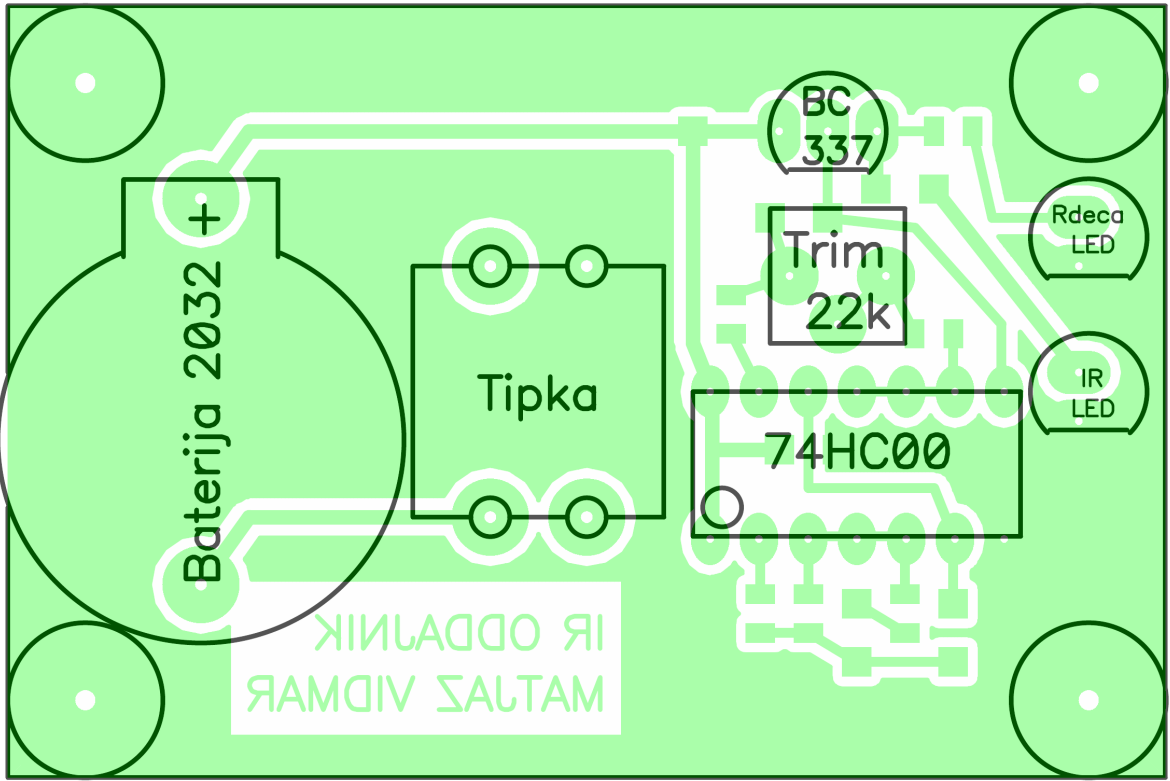 BC
337
Rdeca
LED
Trim
22k
Baterija 2032 +
Tipka
IR
LED
74HC00
IR ODDAJNIK
MATJAZ VIDMAR